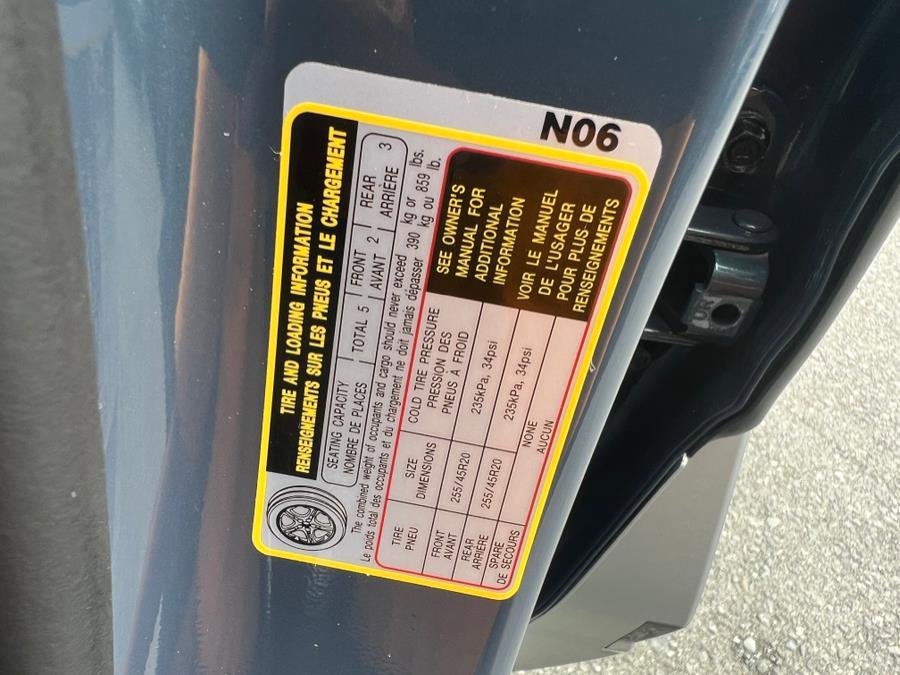 N06
TIRE AND LOADING INFORMATION
RENSEIGNEMENTS SUR LES PNEUS ET LE CHARGEMENT
SEATING CAPACITY TOTAL 5 FRONT 2 REAR 3
NOMBRE DE PLACES AVANT ARRIÈRE
The combined weight of occupants and cargo should never exceed 390 kg or 859 lbs.
Le poids total des occupants et du chargement ne doit jamais dépasser 390 kg ou 859 lb.
TIRE SIZE COLD TIRE PRESSURE
PNEU DIMENSIONS PRESSION DES
PNEUS À FROID
FRONT 255/45R20 235kPa, 34psi
AVANT
REAR 255/45R20 235kPa, 34psi
ARRIÈRE
SPARE NONE
DE SECOURS AUCUN
SEE OWNER'S
MANUAL FOR
ADDITIONAL
INFORMATION
VOIR LE MANUEL
DE L'USAGER
POUR PLUS DE
RENSEIGNEMENTS